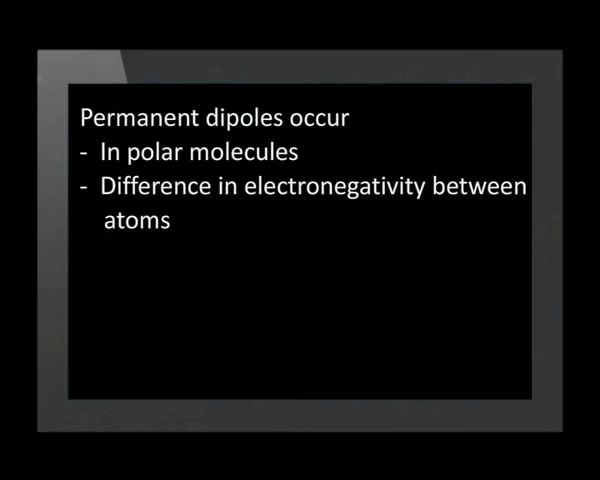 Permanent dipoles occur
- In polar molecules
- Difference in electronegativity between
atoms